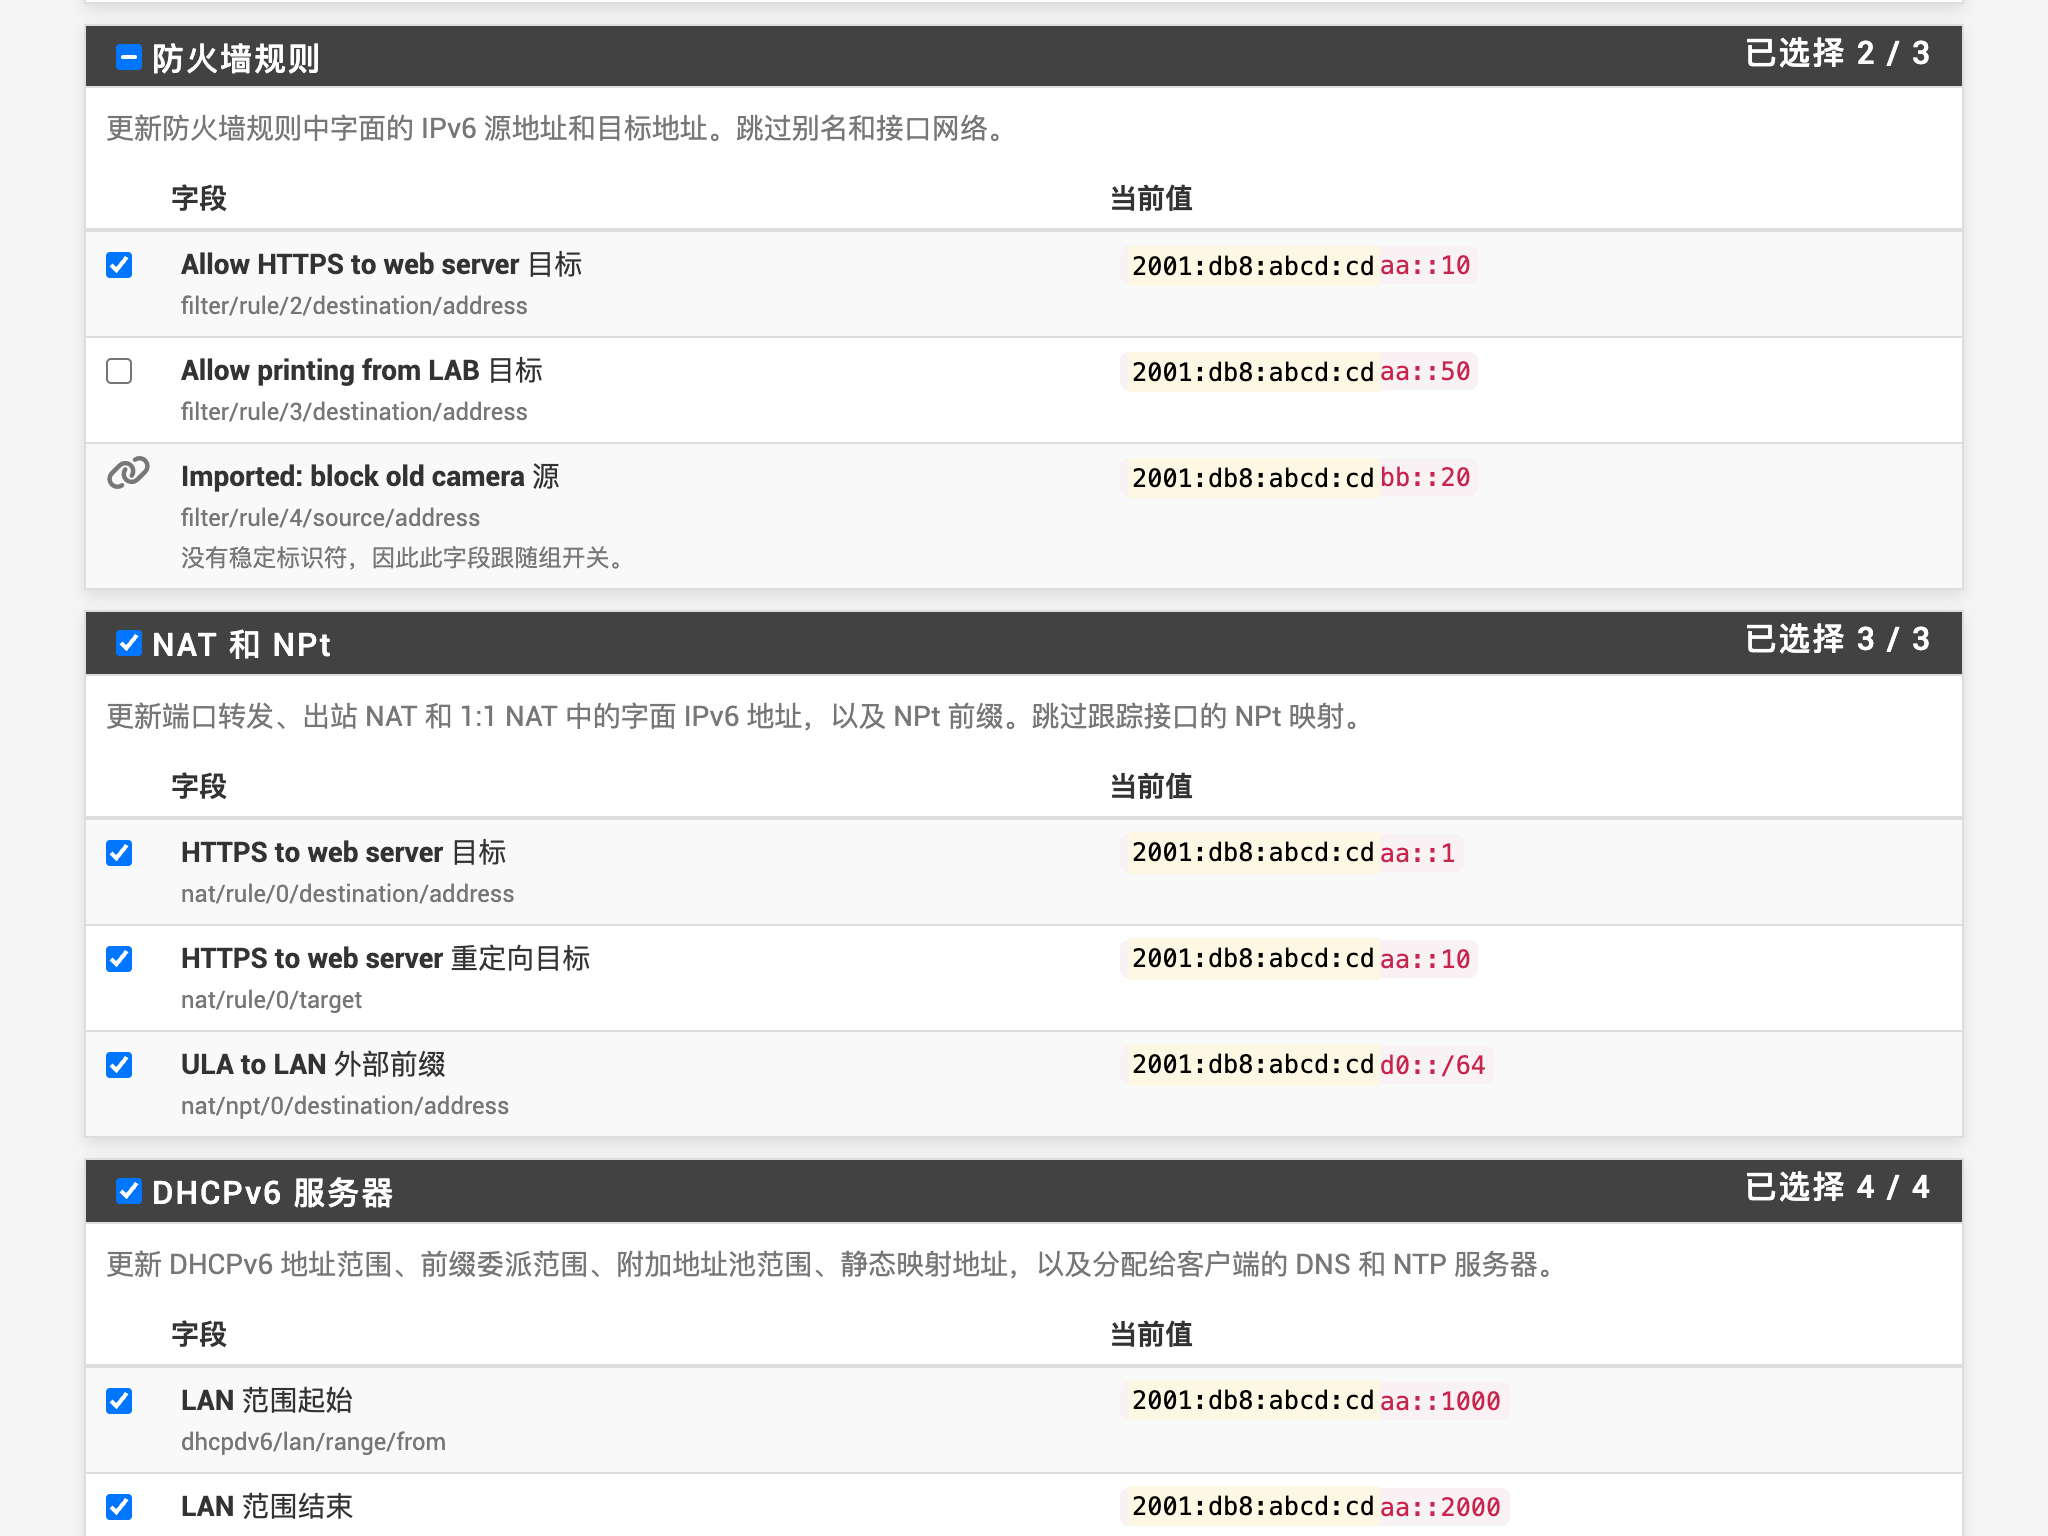 防火墙规则
已选择 2 / 3
更新防火墙规则中字面的 IPv6 源地址和目标地址。跳过别名和接口网络。
字段 当前值
Allow HTTPS to web server 目标 2001:db8:abcd:cdaa::10
filter/rule/2/destination/address
Allow printing from LAB 目标 2001:db8:abcd:cdaa::50
filter/rule/3/destination/address
Imported: block old camera 源 2001:db8:abcd:cdbb::20
filter/rule/4/source/address
没有稳定标识符，因此此字段跟随组开关。
NAT 和 NPt
已选择 3 / 3
更新端口转发、出站 NAT 和 1:1 NAT 中的字面 IPv6 地址，以及 NPt 前缀。跳过跟踪接口的 NPt 映射。
字段 当前值
HTTPS to web server 目标 2001:db8:abcd:cdaa::1
nat/rule/0/destination/address
HTTPS to web server 重定向目标 2001:db8:abcd:cdaa::10
nat/rule/0/target
ULA to LAN 外部前缀 2001:db8:abcd:cdd0::/64
nat/npt/0/destination/address
DHCPv6 服务器
已选择 4 / 4
更新 DHCPv6 地址范围、前缀委派范围、附加地址池范围、静态映射地址，以及分配给客户端的 DNS 和 NTP 服务器。
字段 当前值
LAN 范围起始 2001:db8:abcd:cdaa::1000
dhcpdv6/lan/range/from
LAN 范围结束 2001:db8:abcd:cdaa::2000